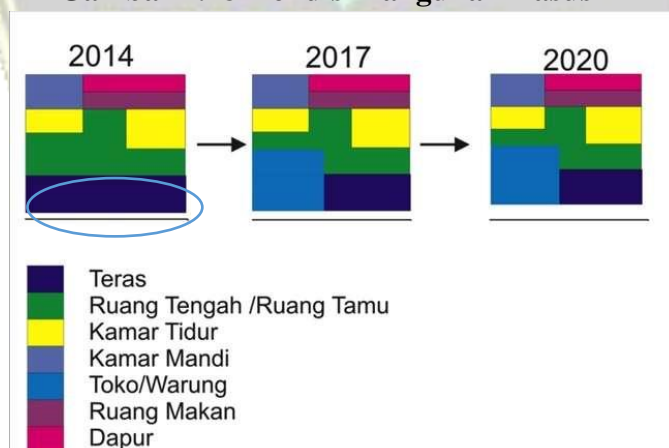 2014
2017
2020
Teras
Ruang Tengah /Ruang Tamu
Kamar Tidur
Kamar Mandi
Toko/Warung
Ruang Makan
Dapur